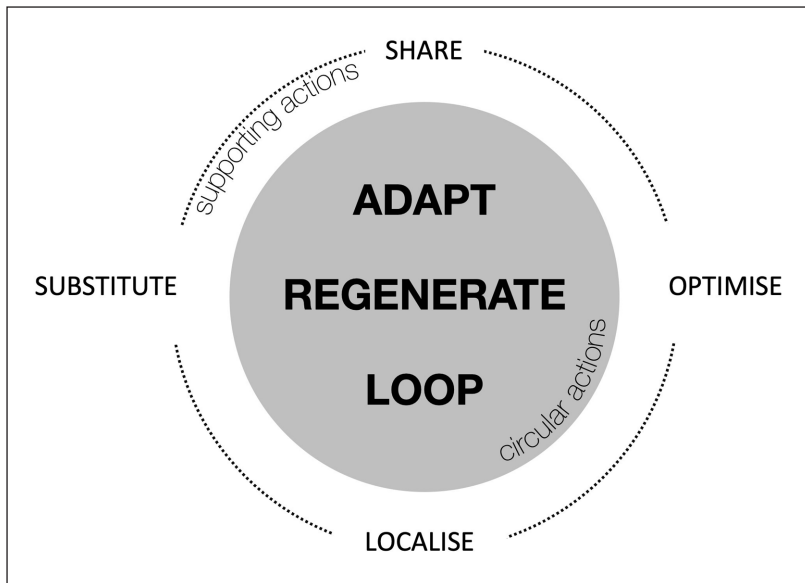 SHARE
supporting actions
ADAPT
SUBSTITUTE
REGENERATE
OPTIMISE
LOOP
circular actions
LOCALISE